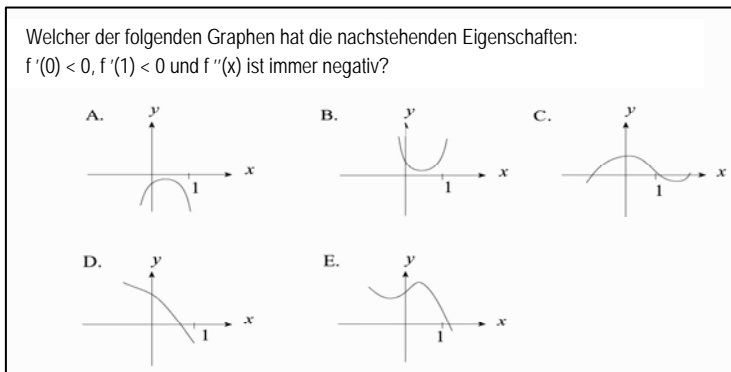 Welcher der folgenden Graphen hat die nachstehenden Eigenschaften:
f '(0) < 0, f '(1) < 0 und f ''(x) ist immer negativ?
A. y x 1
B. y x 1
C. y x 1
D. y x 1
E. y x 1